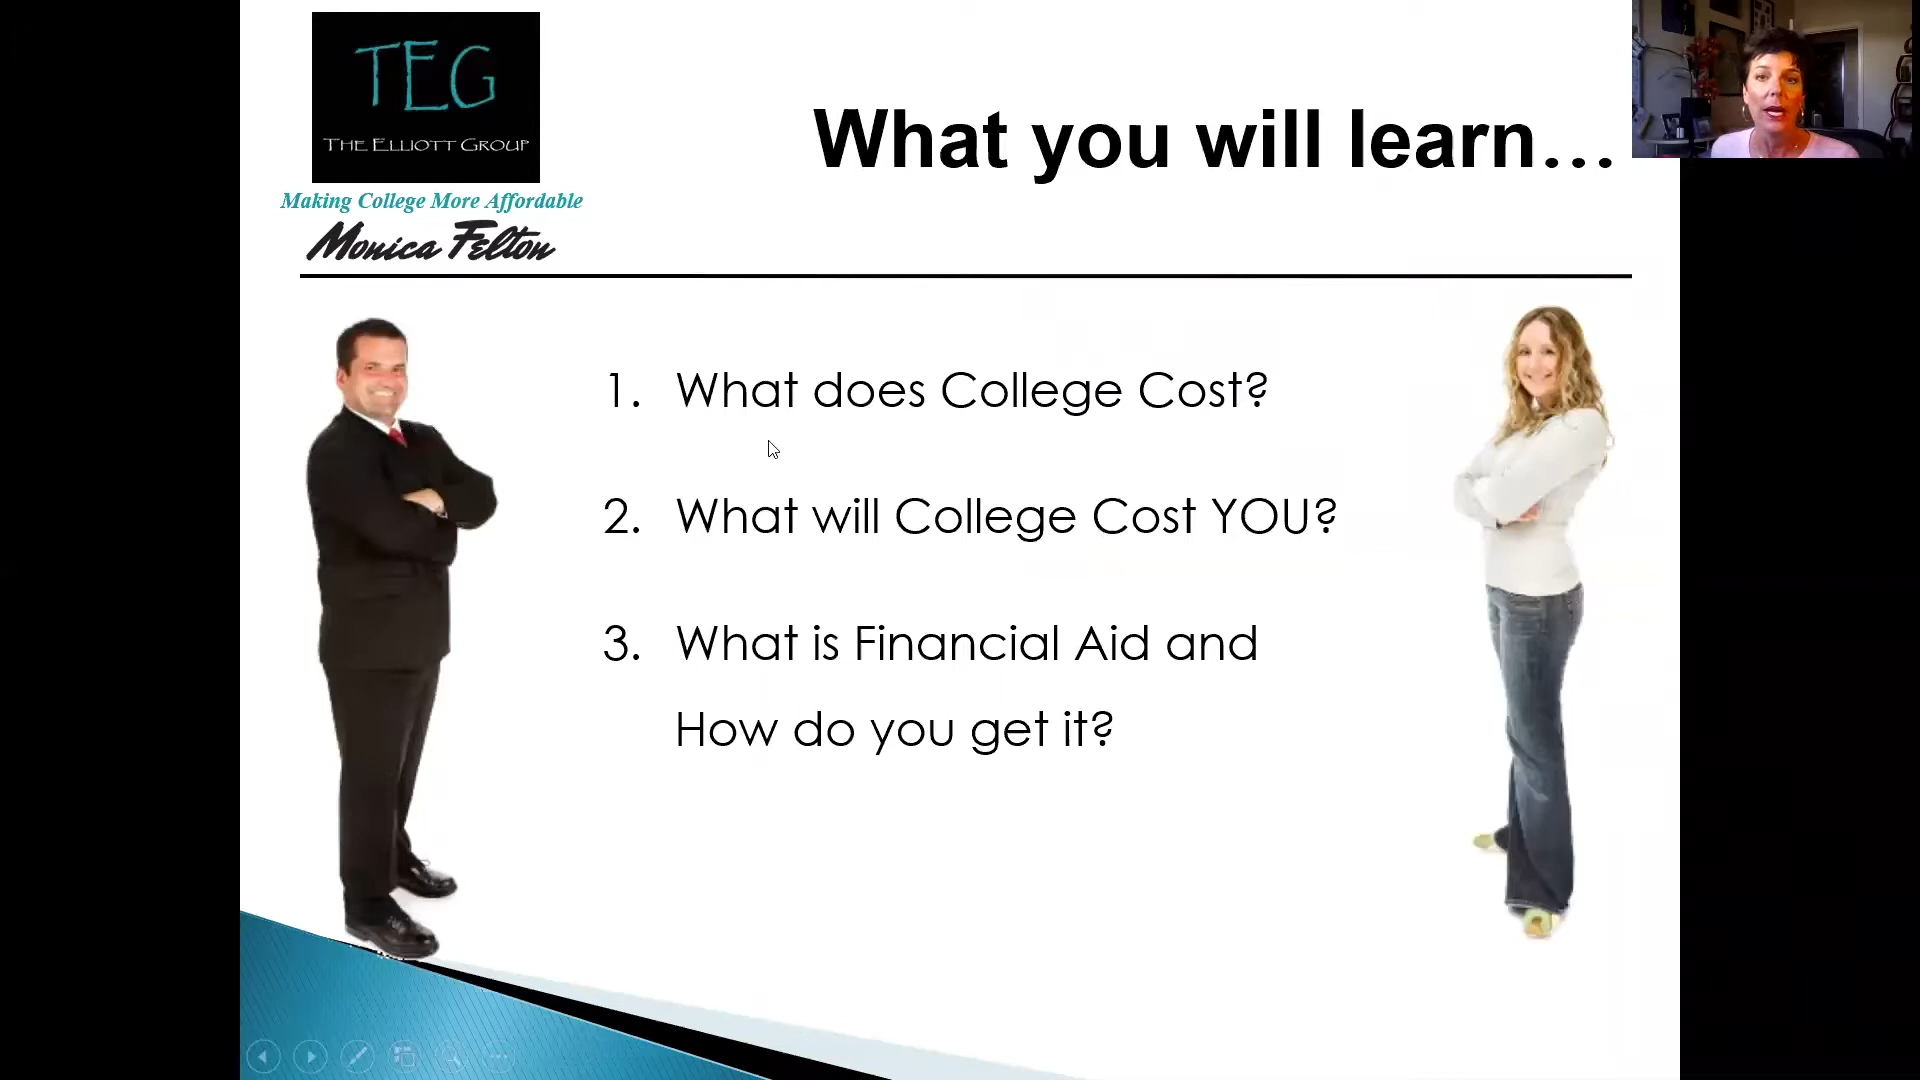 TEG
THE ELLIOTT GROUP
Making College More Affordable
Monica Felton
What you will learn...
1. What does College Cost?
2. What will College Cost YOU?
3. What is Financial Aid and
How do you get it?